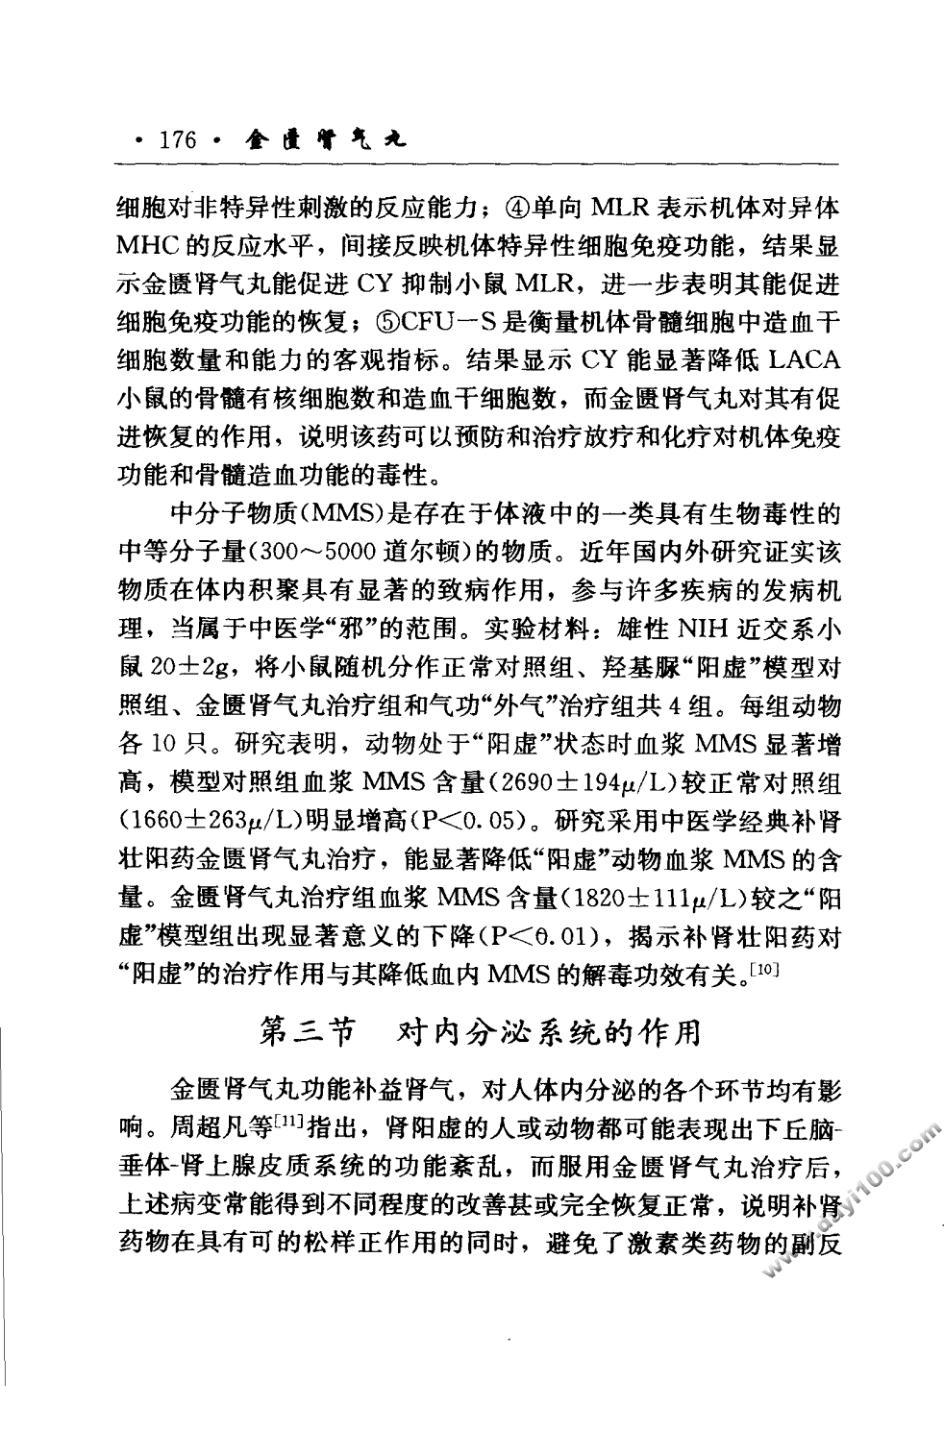 · 176 · 金匮肾气丸
细胞对非特异性刺激的反应能力；④单向 MLR 表示机体对异体
MHC 的反应水平，间接反映机体特异性细胞免疫功能，结果显
示金匮肾气丸能促进 CY 抑制小鼠 MLR，进一步表明其能促进
细胞免疫功能的恢复；⑤CFU－S 是衡量机体骨髓细胞中造血干
细胞数量和能力的客观指标。结果显示 CY 能显著降低 LACA
小鼠的骨髓有核细胞数和造血干细胞数，而金匮肾气丸对其有促
进恢复的作用，说明该药可以预防和治疗放疗和化疗对机体免疫
功能和骨髓造血功能的毒性。
中分子物质(MMS)是存在于体液中的一类具有生物毒性的
中等分子量(300～5000 道尔顿)的物质。近年国内外研究证实该
物质在体内积聚具有显著的致病作用，参与许多疾病的发病机
理，当属于中医学“邪”的范围。实验材料：雄性 NIH 近交系小
鼠 20±2g，将小鼠随机分作正常对照组、羟基脲“阳虚”模型对
照组、金匮肾气丸治疗组和气功“外气”治疗组共 4 组。每组动物
各 10 只。研究表明，动物处于“阳虚”状态时血浆 MMS 显著增
高，模型对照组血浆 MMS 含量(2690±194μ/L)较正常对照组
(1660±263μ/L)明显增高(P<0.05)。研究采用中医学经典补肾
壮阳药金匮肾气丸治疗，能显著降低“阳虚”动物血浆 MMS 的含
量。金匮肾气丸治疗组血浆 MMS 含量(1820±111μ/L)较之“阳
虚”模型组出现显著意义的下降(P<0.01)，揭示补肾壮阳药对
“阳虚”的治疗作用与其降低血内 MMS 的解毒功效有关。[10]
第三节　对内分泌系统的作用
金匮肾气丸功能补益肾气，对人体内分泌的各个环节均有影
响。周超凡等[11]指出，肾阳虚的人或动物都可能表现出下丘脑-
垂体-肾上腺皮质系统的功能紊乱，而服用金匮肾气丸治疗后，
上述病变常能得到不同程度的改善甚或完全恢复正常，说明补肾
药物在具有可的松样正作用的同时，避免了激素类药物的副反